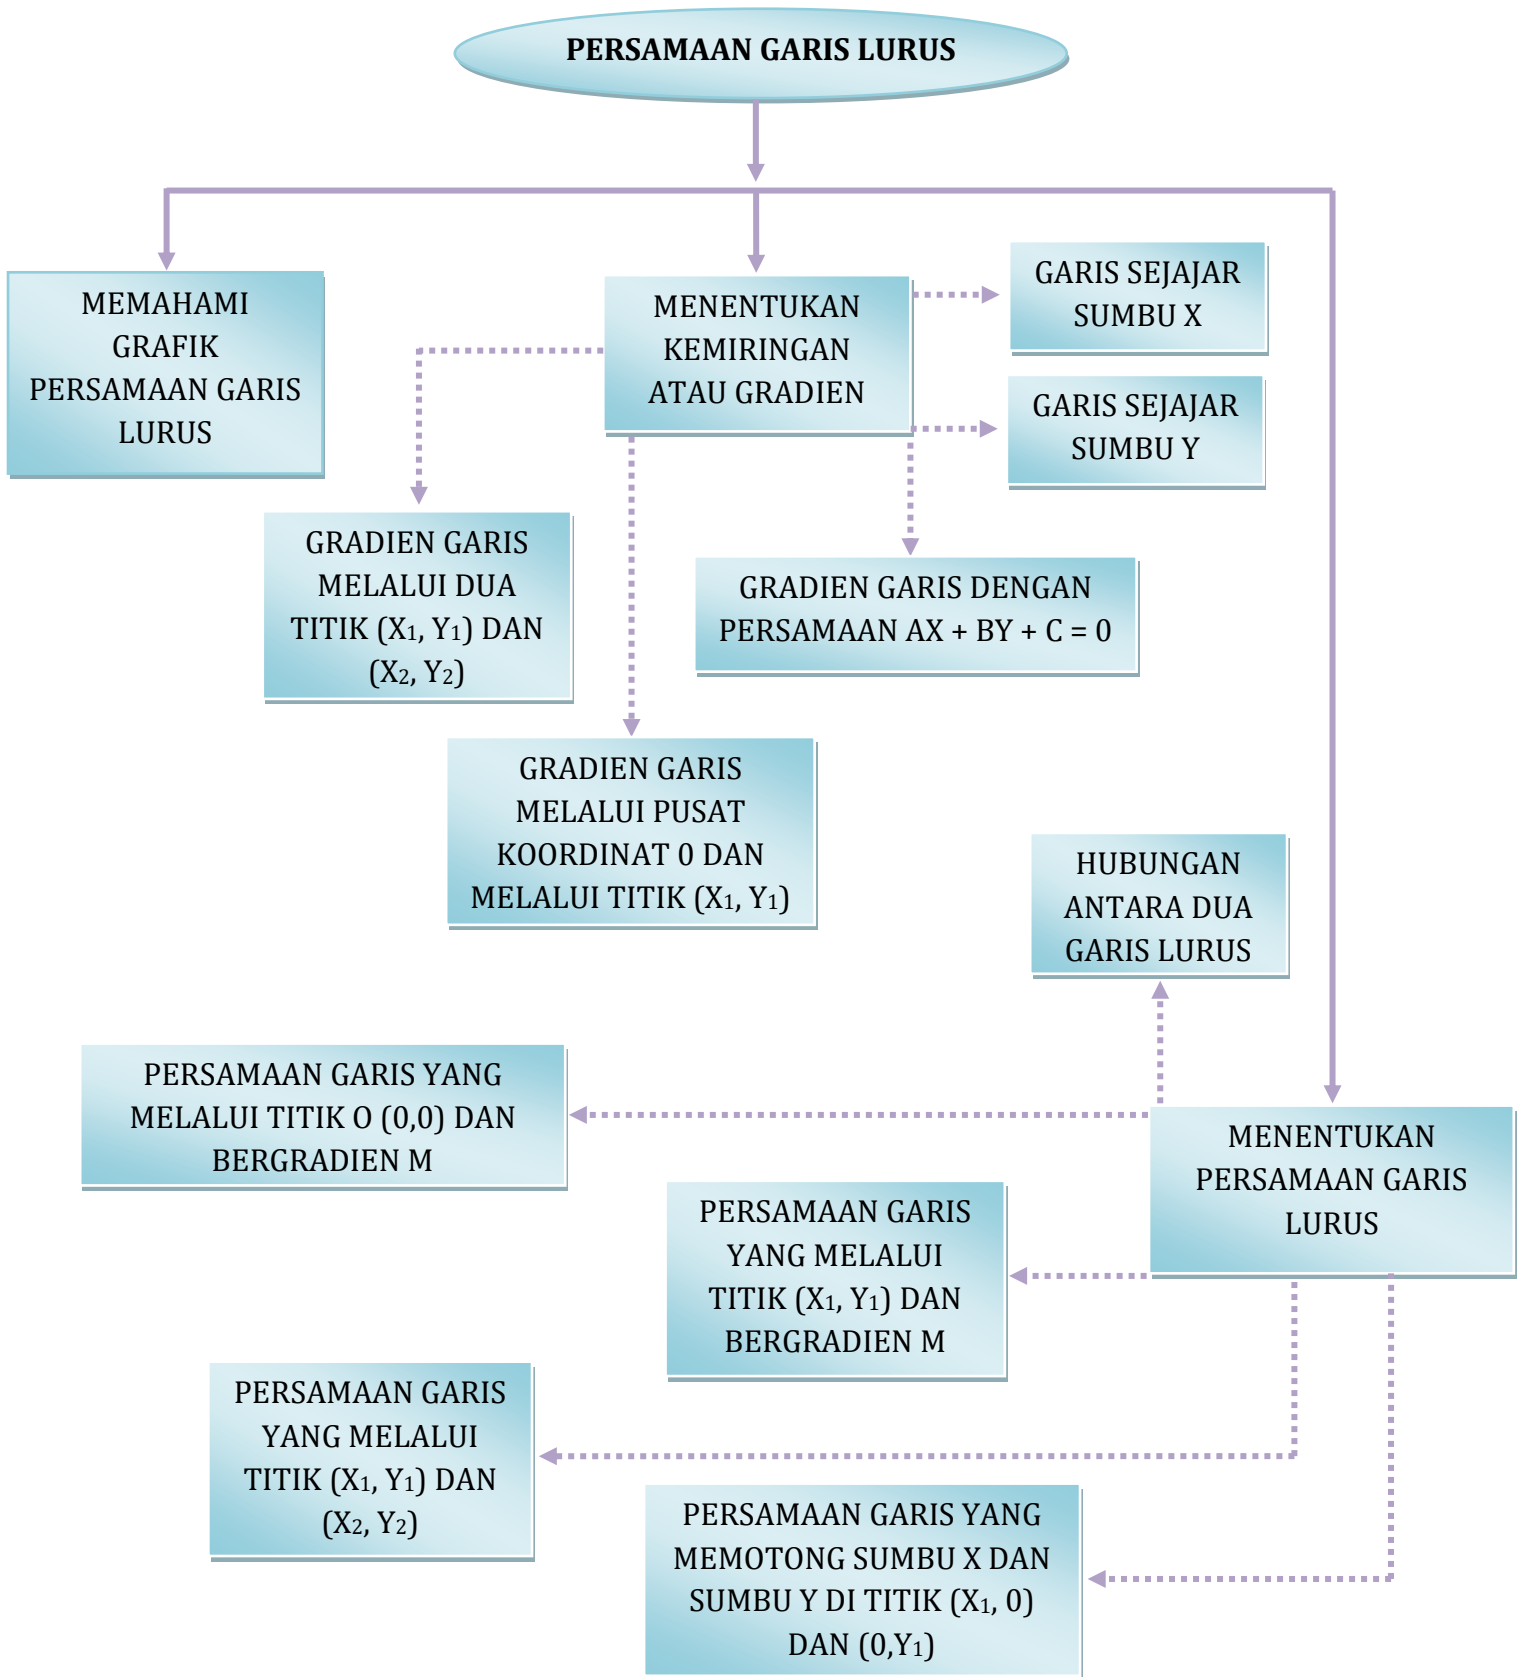 PERSAMAAN GARIS LURUS
MEMAHAMI
GRAFIK
PERSAMAAN GARIS
LURUS
MENENTUKAN
KEMIRINGAN
ATAU GRADIEN
GARIS SEJAJAR
SUMBU X
GARIS SEJAJAR
SUMBU Y
GRADIEN GARIS
MELALUI DUA
TITIK (X₁, Y₁) DAN
(X₂, Y₂)
GRADIEN GARIS DENGAN
PERSAMAAN AX + BY + C = 0
GRADIEN GARIS
MELALUI PUSAT
KOORDINAT 0 DAN
MELALUI TITIK (X₁, Y₁)
HUBUNGAN
ANTARA DUA
GARIS LURUS
PERSAMAAN GARIS YANG
MELALUI TITIK O (0,0) DAN
BERGRADIEN M
MENENTUKAN
PERSAMAAN GARIS
LURUS
PERSAMAAN GARIS
YANG MELALUI
TITIK (X₁, Y₁) DAN
BERGRADIEN M
PERSAMAAN GARIS
YANG MELALUI
TITIK (X₁, Y₁) DAN
(X₂, Y₂)
PERSAMAAN GARIS YANG
MEMOTONG SUMBU X DAN
SUMBU Y DI TITIK (X₁, 0)
DAN (0,Y₁)